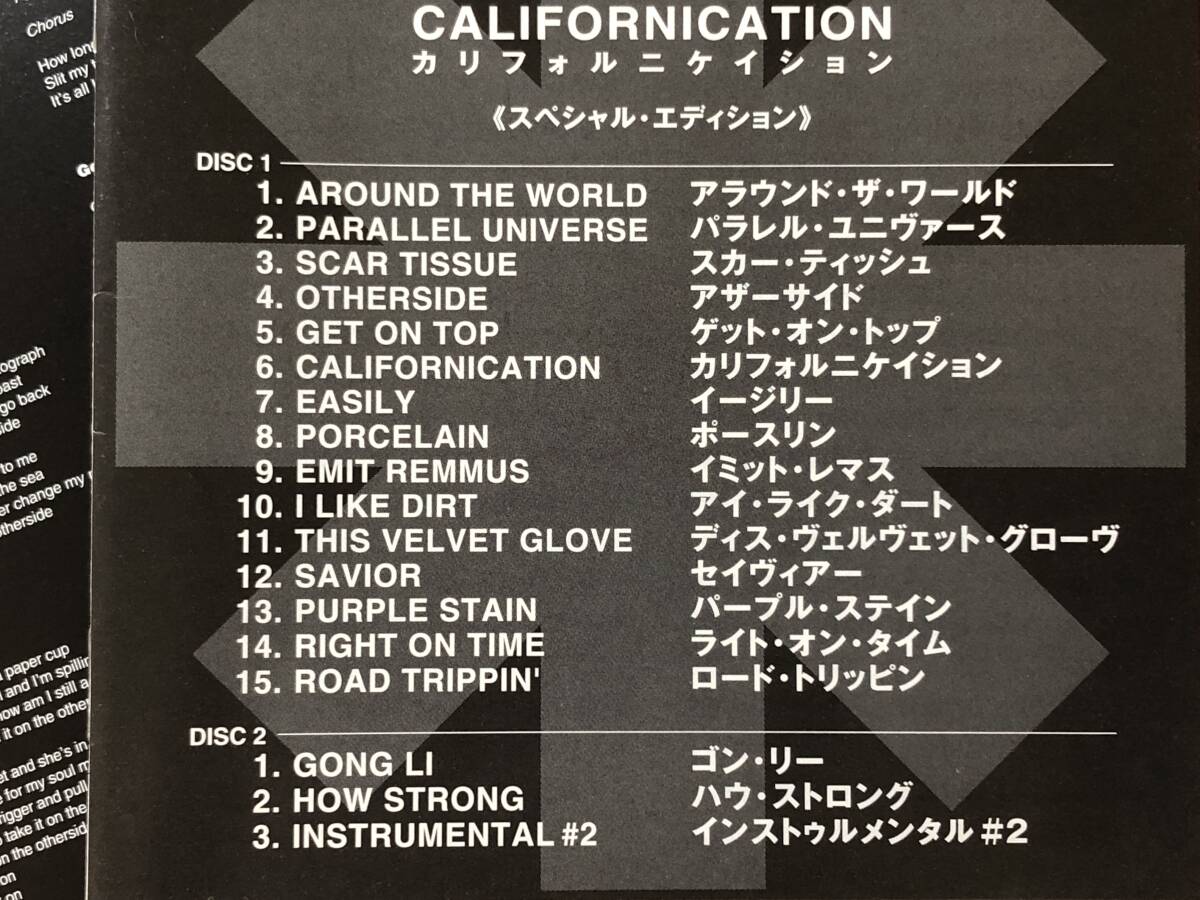 Chorus
How long
Slit my
It's all I
CALIFORNICATION
カリフォルニケイション
《スペシャル・エディション》
DISC 1
1. AROUND THE WORLD アラウンド・ザ・ワールド
2. PARALLEL UNIVERSE パラレル・ユニヴァース
3. SCAR TISSUE スカー・ティッシュ
4. OTHERSIDE アザーサイド
5. GET ON TOP ゲット・オン・トップ
6. CALIFORNICATION カリフォルニケイション
7. EASILY イージリー
8. PORCELAIN ポースリン
9. EMIT REMMUS イミット・レマス
10. I LIKE DIRT アイ・ライク・ダート
11. THIS VELVET GLOVE ディス・ヴェルヴェット・グローヴ
12. SAVIOR セイヴィアー
13. PURPLE STAIN パープル・ステイン
14. RIGHT ON TIME ライト・オン・タイム
15. ROAD TRIPPIN' ロード・トリッピン
DISC 2
1. GONG LI ゴン・リー
2. HOW STRONG ハウ・ストロング
3. INSTRUMENTAL #2 インストゥルメンタル #2
tograph
past
go back
side
to me
the sea
er change my
otherside
paper cup
and I'm spillin
how am I still a
it on the other
et and she's in
for my soul
rigger and pull
take it on the
on the othersid
on
on